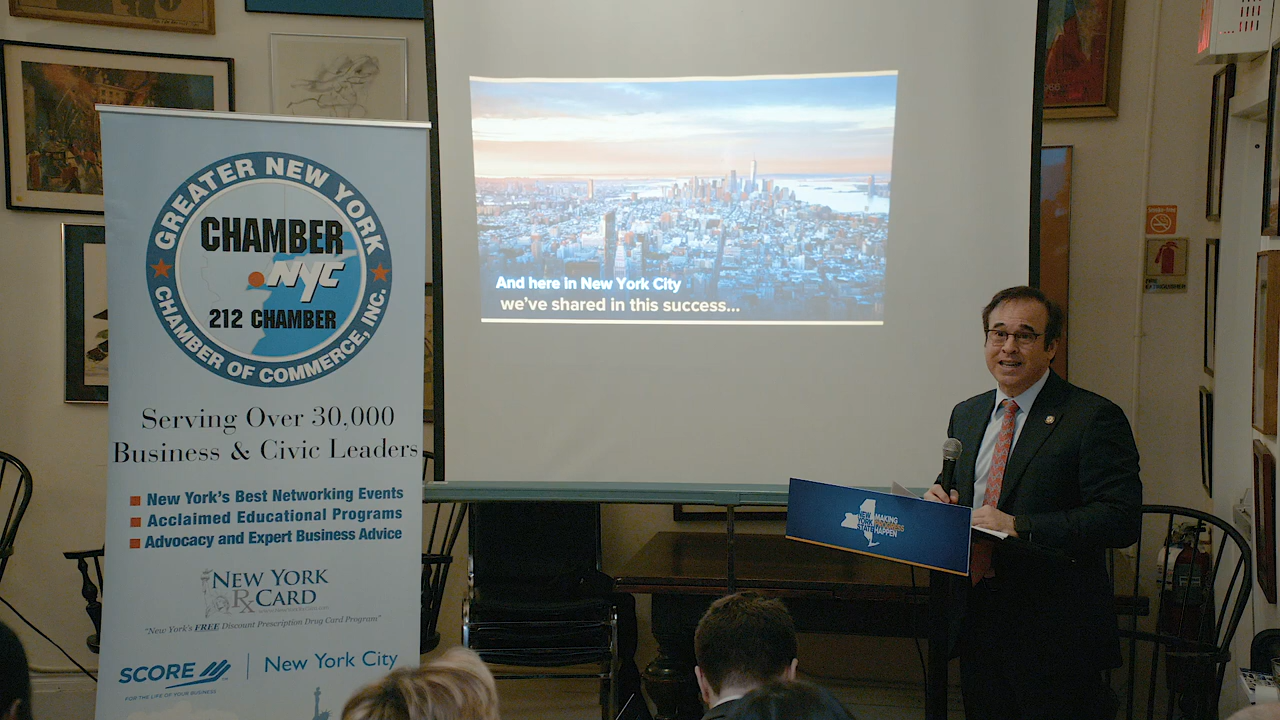 GREATER NEW YORK
CHAMBER OF COMMERCE, INC.
CHAMBER
NYC
212 CHAMBER
Serving Over 30,000
Business & Civic Leaders
New York's Best Networking Events
Acclaimed Educational Programs
Advocacy and Expert Business Advice
NEW YORK
Rx CARD
"New York's FREE Discount Prescription Drug Card Program"
SCORE
FOR THE LIFE OF YOUR BUSINESS
New York City
And here in New York City
we've shared in this success...
NEW YORK STATE
MAKING
PROGRESS
HAPPEN
FIRE
EXTINGUISHER